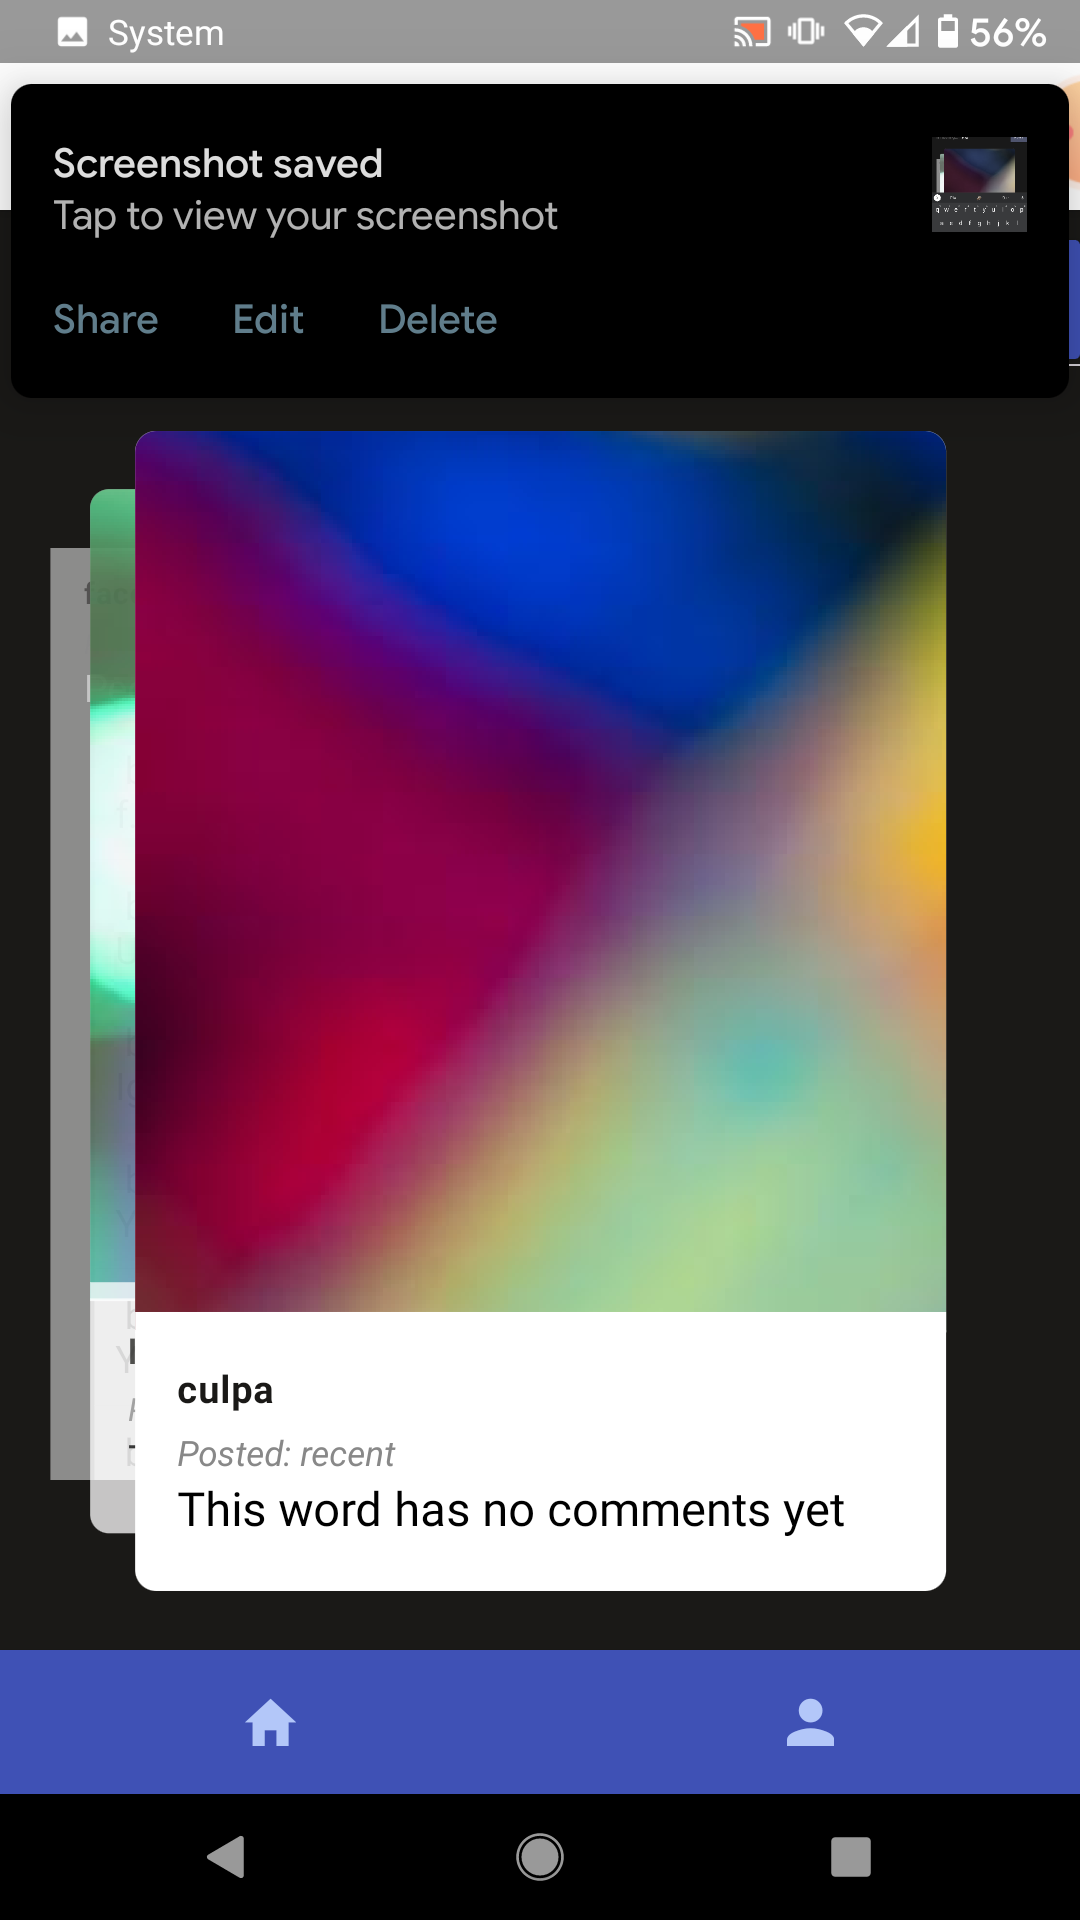 System 56%
Screenshot saved
Tap to view your screenshot
Share Edit Delete
culpa
Posted: recent
This word has no comments yet